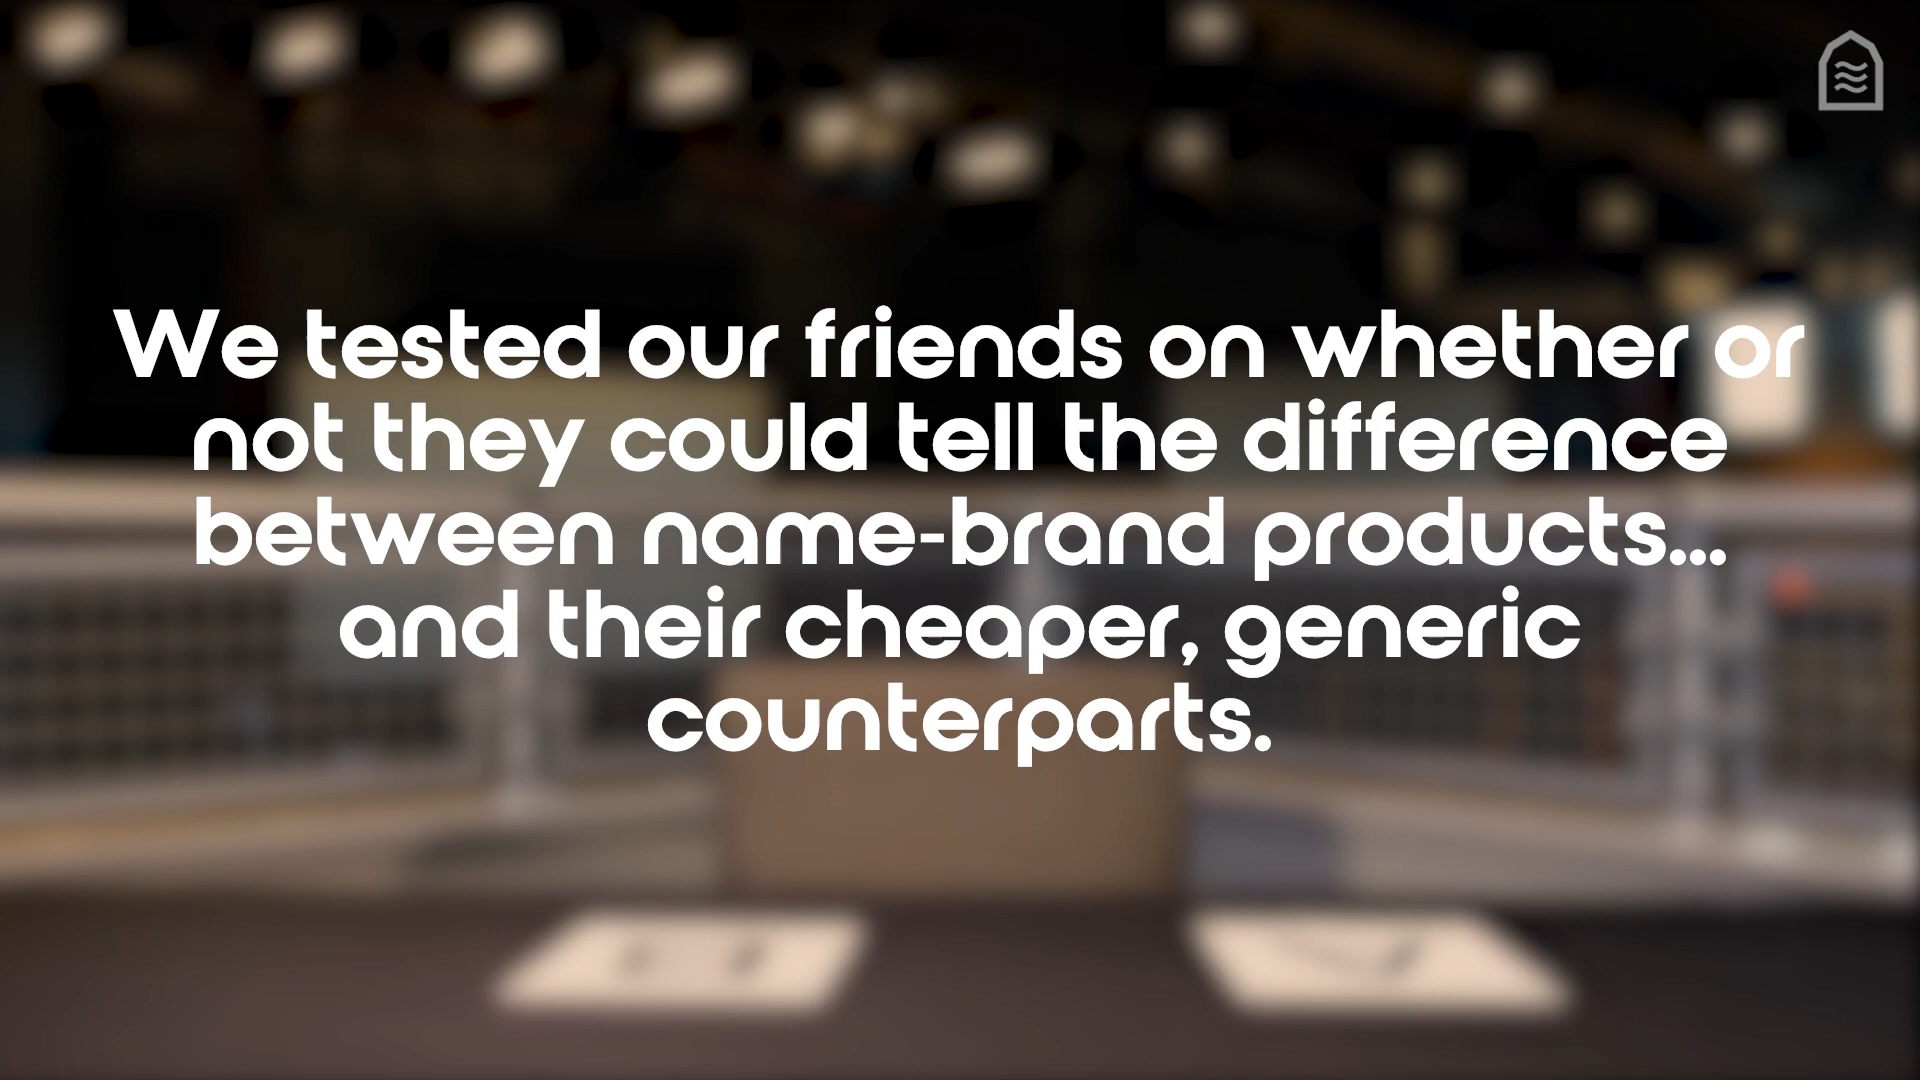 We tested our friends on whether or
not they could tell the difference
between name-brand products...
and their cheaper, generic
counterparts.